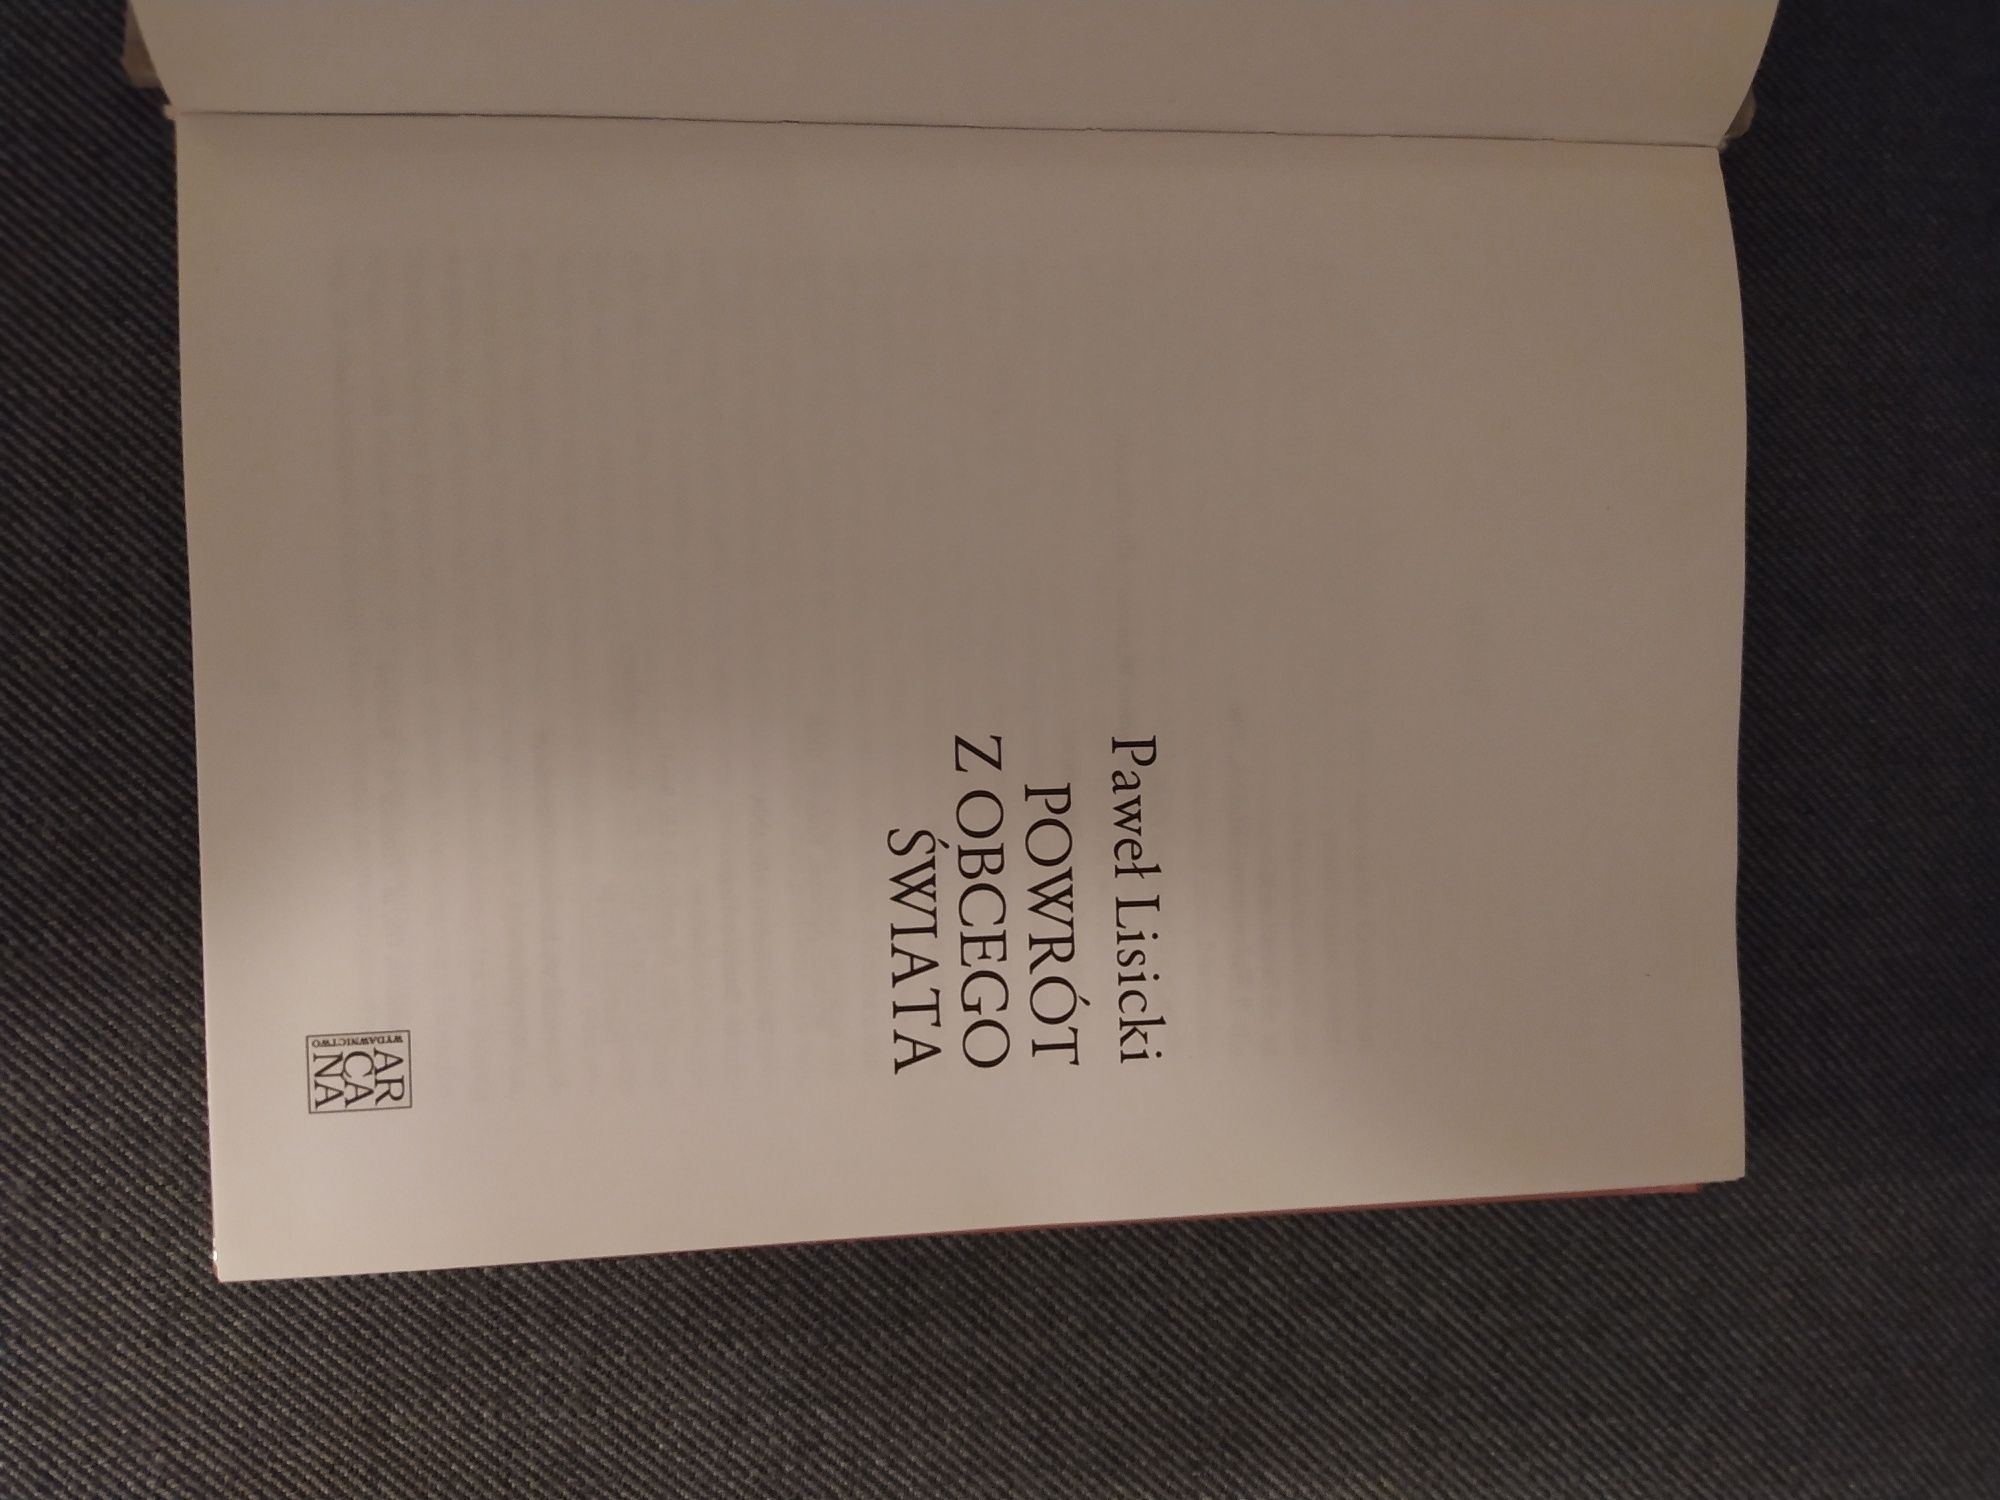 Paweł Lisicki
POWRÓT
Z OBCEGO
ŚWIATA
WYDAWNICTWO
AR
CA
NA